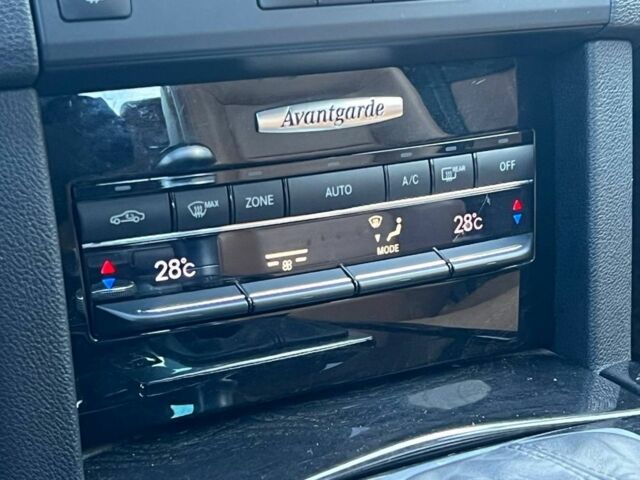 Avantgarde
MAX ZONE AUTO A/C REAR OFF
28°C MODE 28°C